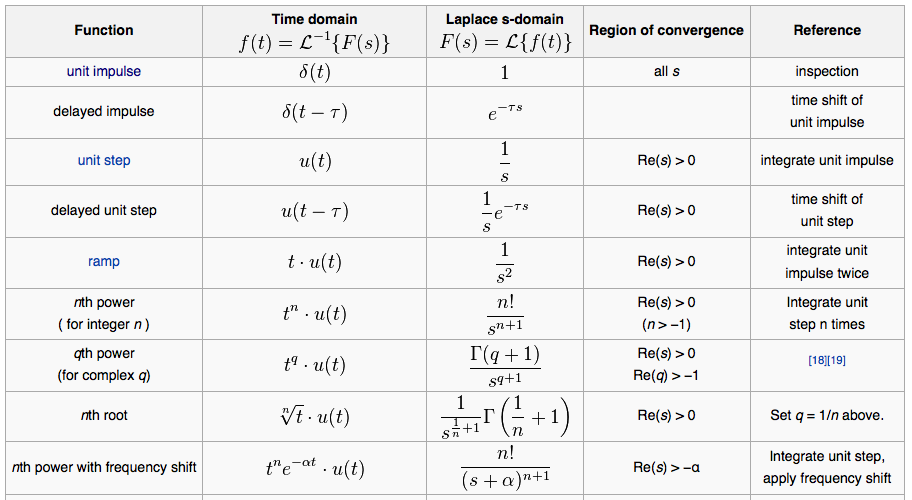 Function
Time domain
f(t) = ℒ⁻¹{F(s)}
Laplace s-domain
F(s) = ℒ{f(t)}
Region of convergence
Reference
unit impulse
δ(t)
1
all s
inspection
delayed impulse
δ(t − τ)
e^{−τs}
time shift of
unit impulse
unit step
u(t)
1/s
Re(s) > 0
integrate unit impulse
delayed unit step
u(t − τ)
1/s e^{−τs}
Re(s) > 0
time shift of
unit step
ramp
t · u(t)
1/s²
Re(s) > 0
integrate unit
impulse twice
nth power
( for integer n )
tⁿ · u(t)
n!/s^{n+1}
Re(s) > 0
(n > −1)
Integrate unit
step n times
qth power
(for complex q)
t^q · u(t)
Γ(q + 1)/s^{q+1}
Re(s) > 0
Re(q) > −1
[18][19]
nth root
ⁿ√t · u(t)
1/s^{1/n+1} Γ(1/n + 1)
Re(s) > 0
Set q = 1/n above.
nth power with frequency shift
tⁿe^{−αt} · u(t)
n!/(s + α)^{n+1}
Re(s) > −α
Integrate unit step,
apply frequency shift